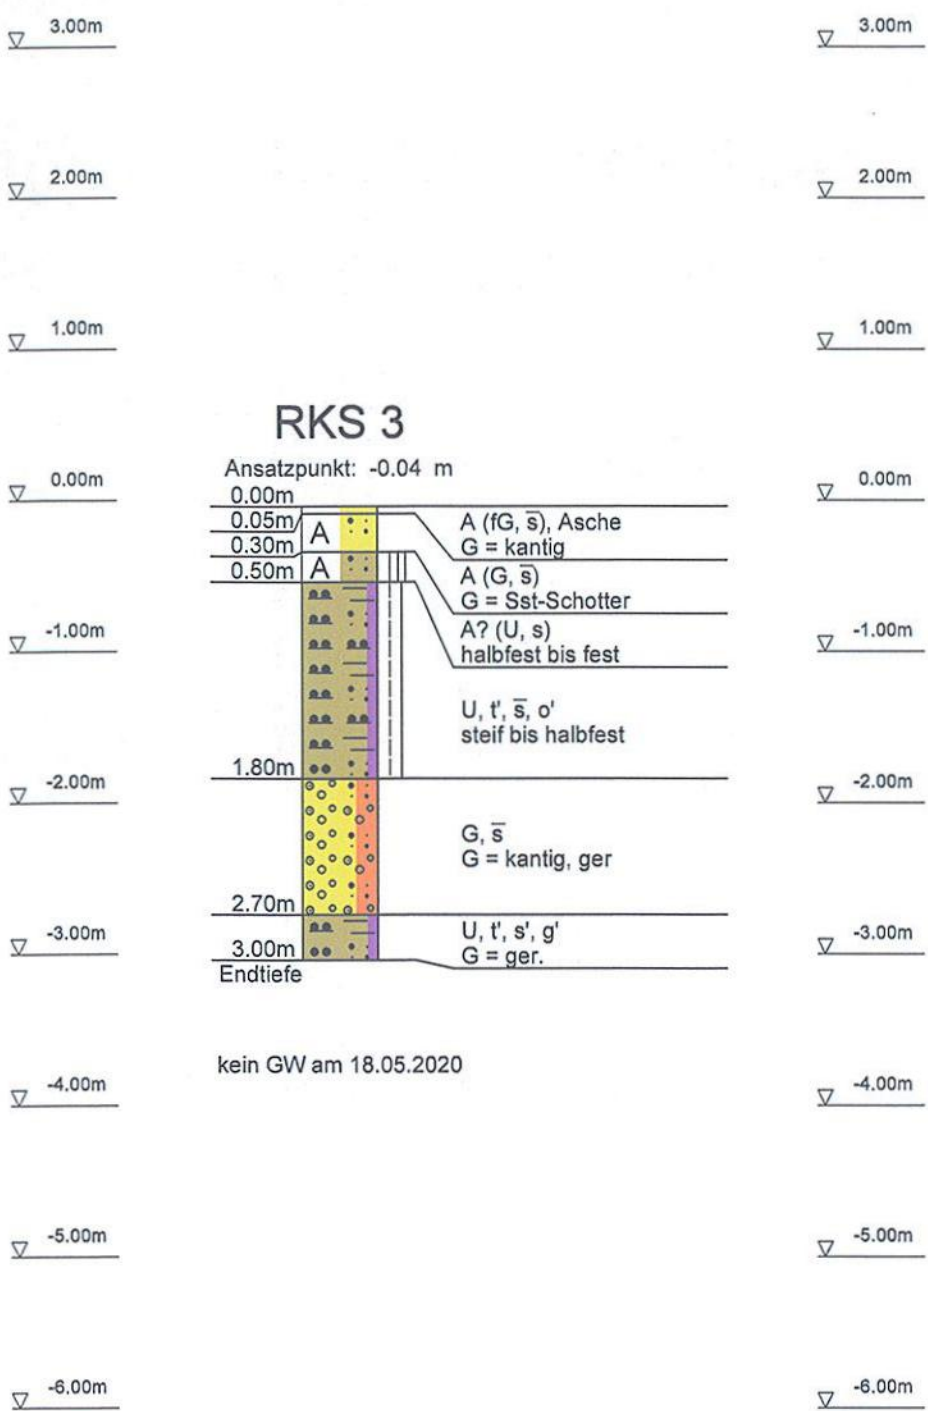 3.00m
3.00m
2.00m
2.00m
1.00m
1.00m
RKS 3
Ansatzpunkt: -0.04 m
0.00m
0.00m
0.00m
0.05m
A
A (fG, s̅), Asche
G = kantig
0.30m
0.50m
A
A (G, s̅)
G = Sst-Schotter
A? (U, s)
halbfest bis fest
-1.00m
-1.00m
U, t', s̅, o'
steif bis halbfest
1.80m
-2.00m
-2.00m
G, s̅
G = kantig, ger
2.70m
-3.00m
-3.00m
U, t', s', g'
G = ger.
3.00m
Endtiefe
kein GW am 18.05.2020
-4.00m
-4.00m
-5.00m
-5.00m
-6.00m
-6.00m